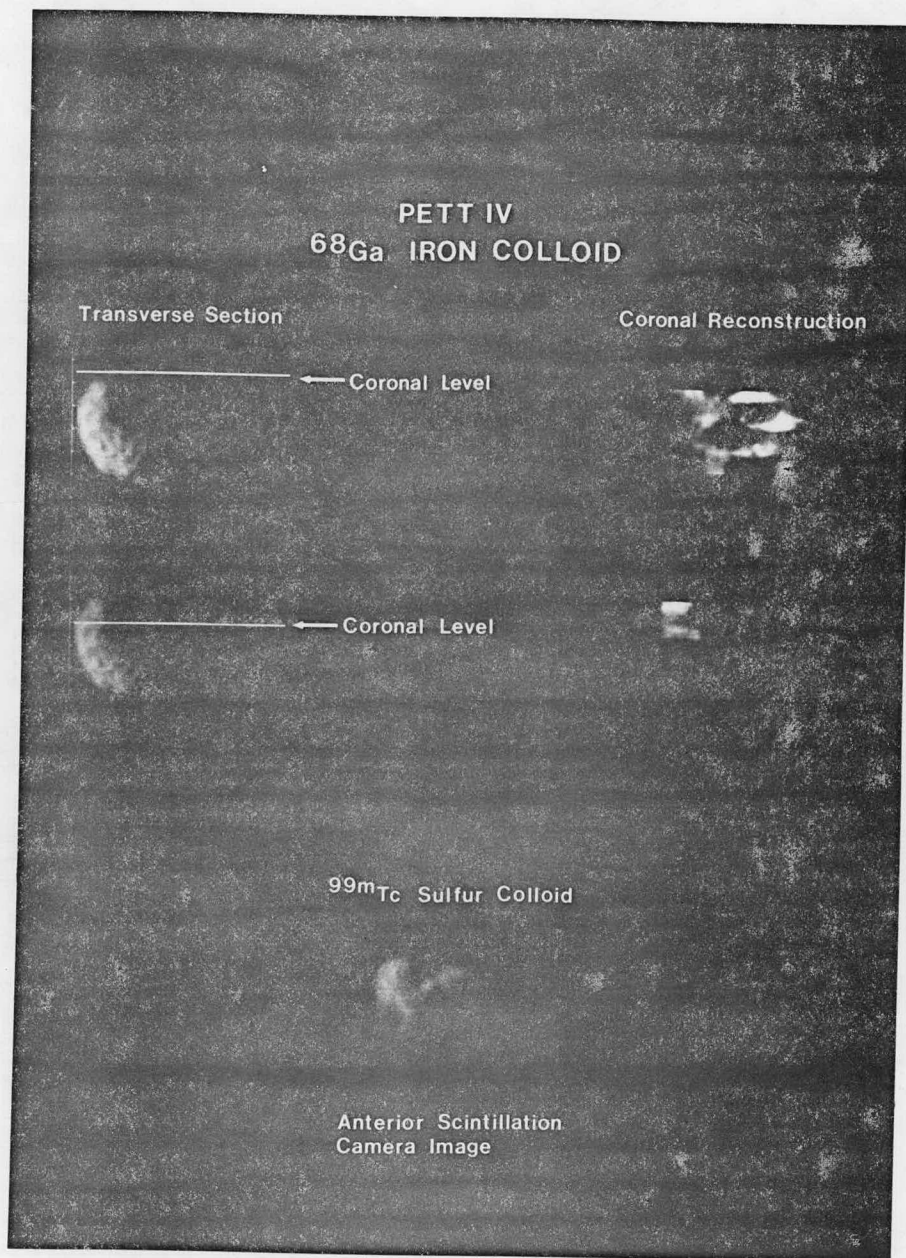 PETT IV
68Ga IRON COLLOID
Transverse Section
Coronal Reconstruction
Coronal Level
Coronal Level
99mTc Sulfur Colloid
Anterior Scintillation
Camera Image